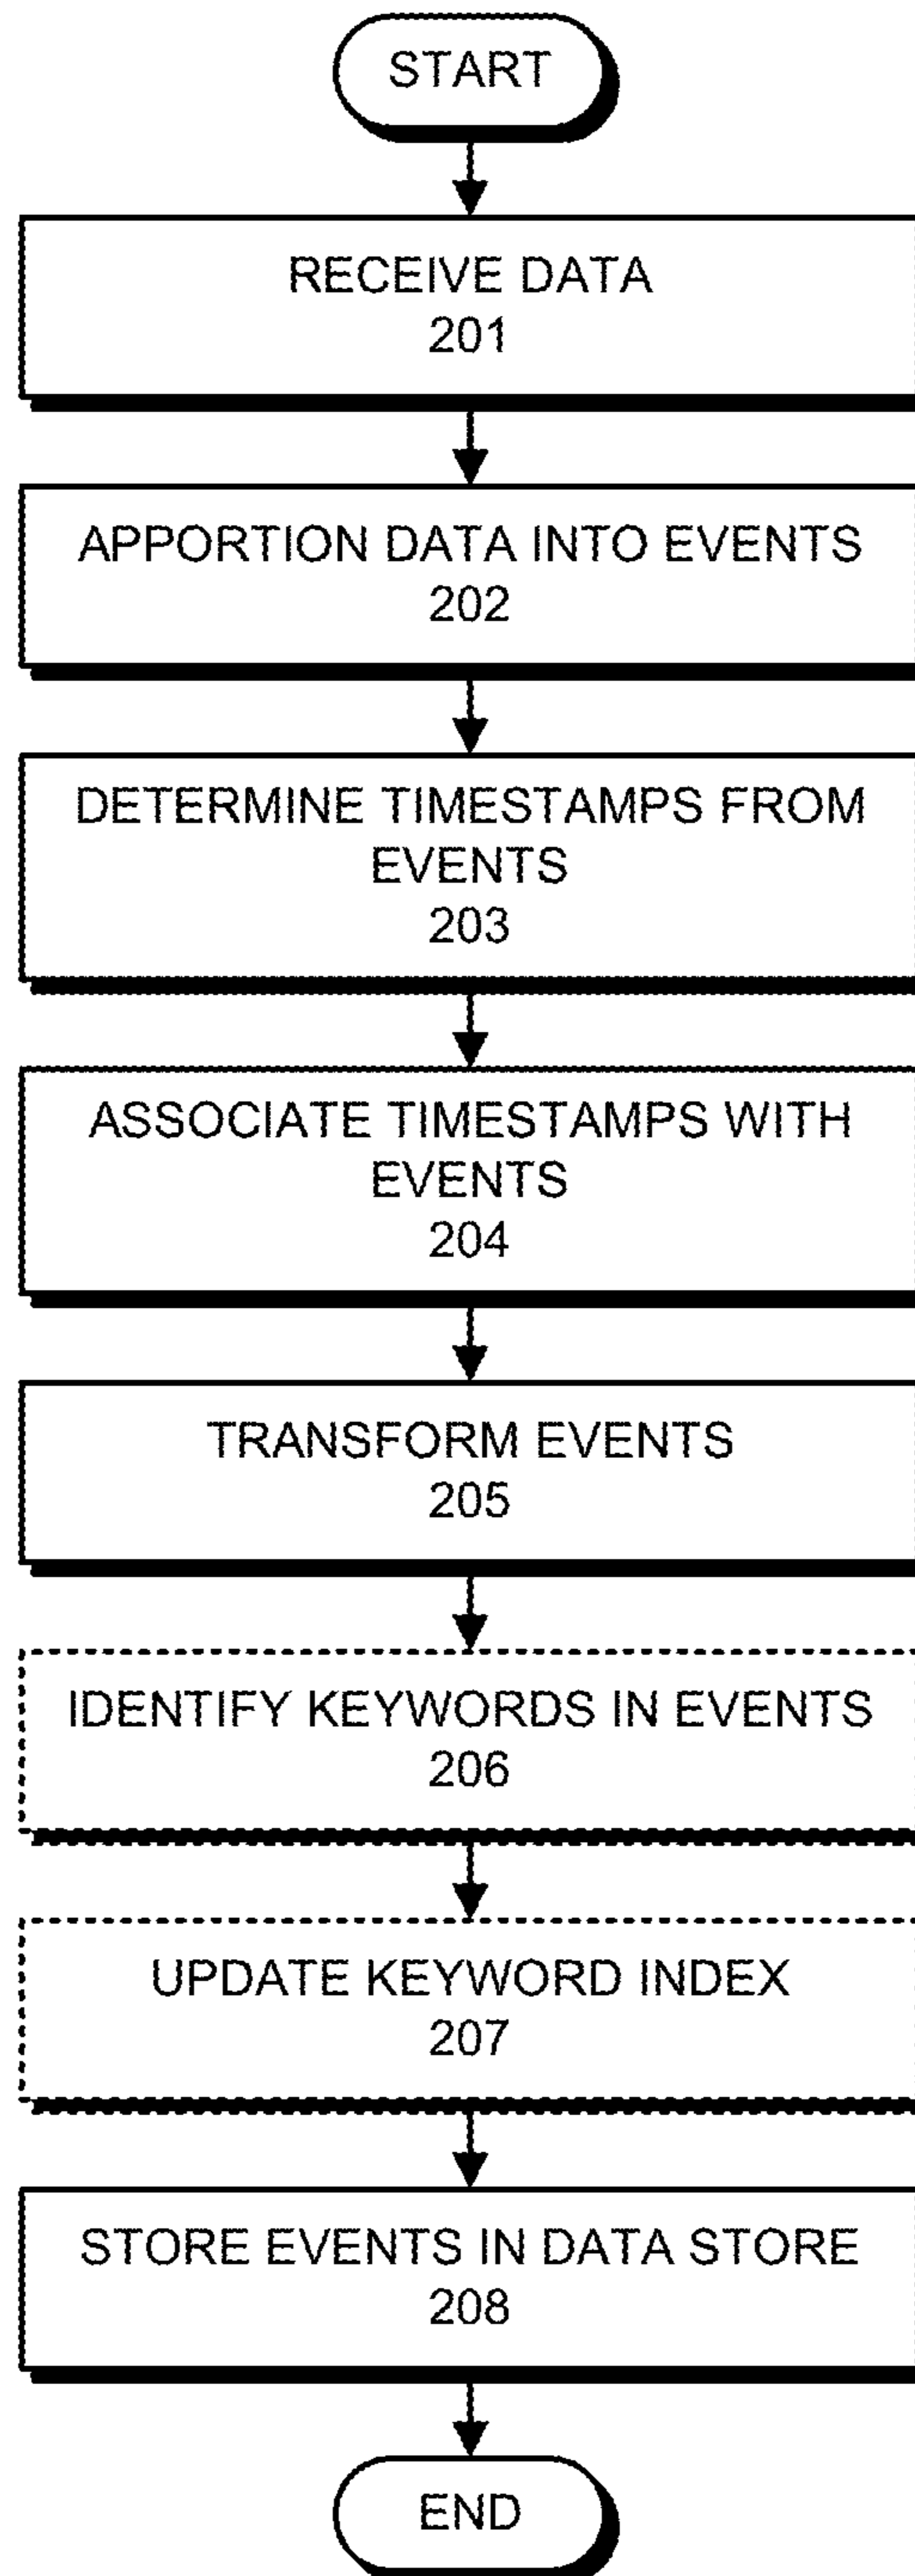 START
RECEIVE DATA
201
APPORTION DATA INTO EVENTS
202
DETERMINE TIMESTAMPS FROM
EVENTS
203
ASSOCIATE TIMESTAMPS WITH
EVENTS
204
TRANSFORM EVENTS
205
IDENTIFY KEYWORDS IN EVENTS
206
UPDATE KEYWORD INDEX
207
STORE EVENTS IN DATA STORE
208
END